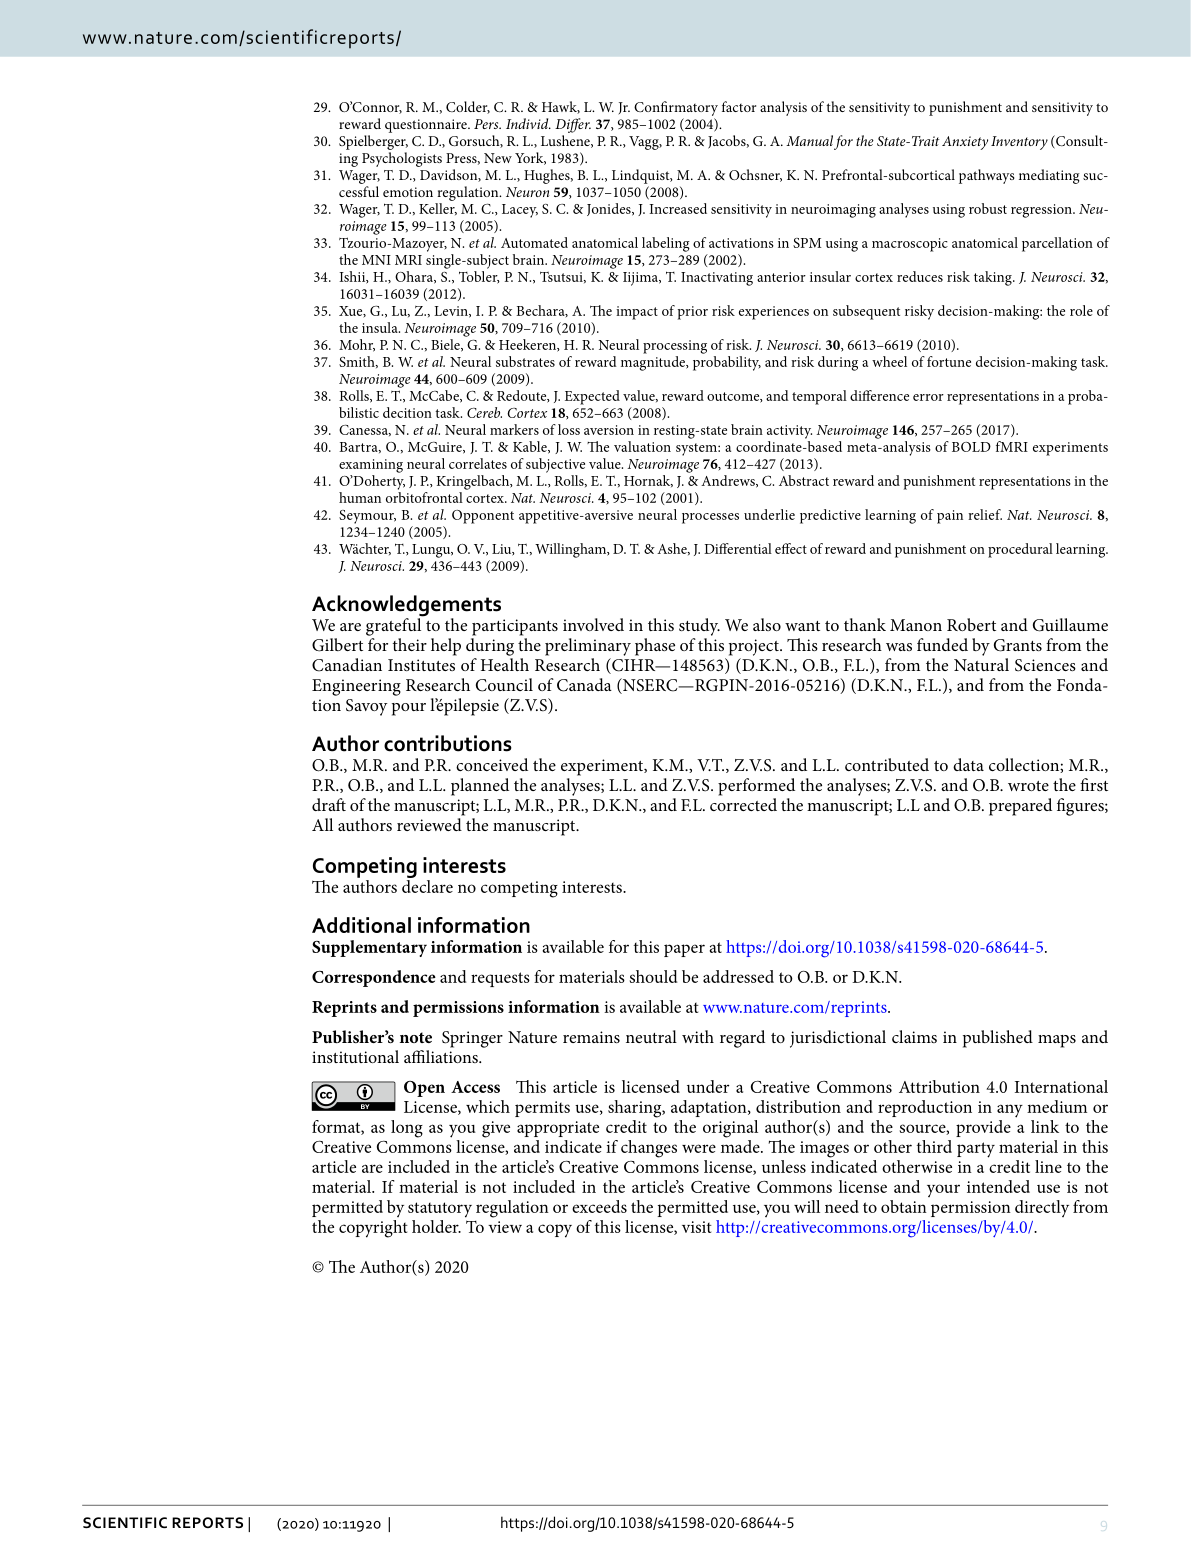 www.nature.com/scientificreports/
29. O’Connor, R. M., Colder, C. R. & Hawk, L. W. Jr. Confirmatory factor analysis of the sensitivity to punishment and sensitivity to
reward questionnaire. Pers. Individ. Differ. 37, 985–1002 (2004).
30. Spielberger, C. D., Gorsuch, R. L., Lushene, P. R., Vagg, P. R. & Jacobs, G. A. Manual for the State-Trait Anxiety Inventory (Consult-
ing Psychologists Press, New York, 1983).
31. Wager, T. D., Davidson, M. L., Hughes, B. L., Lindquist, M. A. & Ochsner, K. N. Prefrontal-subcortical pathways mediating suc-
cessful emotion regulation. Neuron 59, 1037–1050 (2008).
32. Wager, T. D., Keller, M. C., Lacey, S. C. & Jonides, J. Increased sensitivity in neuroimaging analyses using robust regression. Neu-
roimage 15, 99–113 (2005).
33. Tzourio-Mazoyer, N. et al. Automated anatomical labeling of activations in SPM using a macroscopic anatomical parcellation of
the MNI MRI single-subject brain. Neuroimage 15, 273–289 (2002).
34. Ishii, H., Ohara, S., Tobler, P. N., Tsutsui, K. & Iijima, T. Inactivating anterior insular cortex reduces risk taking. J. Neurosci. 32,
16031–16039 (2012).
35. Xue, G., Lu, Z., Levin, I. P. & Bechara, A. The impact of prior risk experiences on subsequent risky decision-making: the role of
the insula. Neuroimage 50, 709–716 (2010).
36. Mohr, P. N. C., Biele, G. & Heekeren, H. R. Neural processing of risk. J. Neurosci. 30, 6613–6619 (2010).
37. Smith, B. W. et al. Neural substrates of reward magnitude, probability, and risk during a wheel of fortune decision-making task.
Neuroimage 44, 600–609 (2009).
38. Rolls, E. T., McCabe, C. & Redoute, J. Expected value, reward outcome, and temporal difference error representations in a proba-
bilistic decition task. Cereb. Cortex 18, 652–663 (2008).
39. Canessa, N. et al. Neural markers of loss aversion in resting-state brain activity. Neuroimage 146, 257–265 (2017).
40. Bartra, O., McGuire, J. T. & Kable, J. W. The valuation system: a coordinate-based meta-analysis of BOLD fMRI experiments
examining neural correlates of subjective value. Neuroimage 76, 412–427 (2013).
41. O’Doherty, J. P., Kringelbach, M. L., Rolls, E. T., Hornak, J. & Andrews, C. Abstract reward and punishment representations in the
human orbitofrontal cortex. Nat. Neurosci. 4, 95–102 (2001).
42. Seymour, B. et al. Opponent appetitive-aversive neural processes underlie predictive learning of pain relief. Nat. Neurosci. 8,
1234–1240 (2005).
43. Wächter, T., Lungu, O. V., Liu, T., Willingham, D. T. & Ashe, J. Differential effect of reward and punishment on procedural learning.
J. Neurosci. 29, 436–443 (2009).
Acknowledgements
We are grateful to the participants involved in this study. We also want to thank Manon Robert and Guillaume
Gilbert for their help during the preliminary phase of this project. This research was funded by Grants from the
Canadian Institutes of Health Research (CIHR—148563) (D.K.N., O.B., F.L.), from the Natural Sciences and
Engineering Research Council of Canada (NSERC—RGPIN-2016-05216) (D.K.N., F.L.), and from the Fonda-
tion Savoy pour l’épilepsie (Z.V.S).
Author contributions
O.B., M.R. and P.R. conceived the experiment, K.M., V.T., Z.V.S. and L.L. contributed to data collection; M.R.,
P.R., O.B., and L.L. planned the analyses; L.L. and Z.V.S. performed the analyses; Z.V.S. and O.B. wrote the first
draft of the manuscript; L.L, M.R., P.R., D.K.N., and F.L. corrected the manuscript; L.L and O.B. prepared figures;
All authors reviewed the manuscript.
Competing interests
The authors declare no competing interests.
Additional information
Supplementary information is available for this paper at https://doi.org/10.1038/s41598-020-68644-5.
Correspondence and requests for materials should be addressed to O.B. or D.K.N.
Reprints and permissions information is available at www.nature.com/reprints.
Publisher’s note Springer Nature remains neutral with regard to jurisdictional claims in published maps and
institutional affiliations.
cc BY Open Access This article is licensed under a Creative Commons Attribution 4.0 International
License, which permits use, sharing, adaptation, distribution and reproduction in any medium or
format, as long as you give appropriate credit to the original author(s) and the source, provide a link to the
Creative Commons license, and indicate if changes were made. The images or other third party material in this
article are included in the article’s Creative Commons license, unless indicated otherwise in a credit line to the
material. If material is not included in the article’s Creative Commons license and your intended use is not
permitted by statutory regulation or exceeds the permitted use, you will need to obtain permission directly from
the copyright holder. To view a copy of this license, visit http://creativecommons.org/licenses/by/4.0/.
© The Author(s) 2020
SCIENTIFIC REPORTS | (2020) 10:11920 | https://doi.org/10.1038/s41598-020-68644-5 9